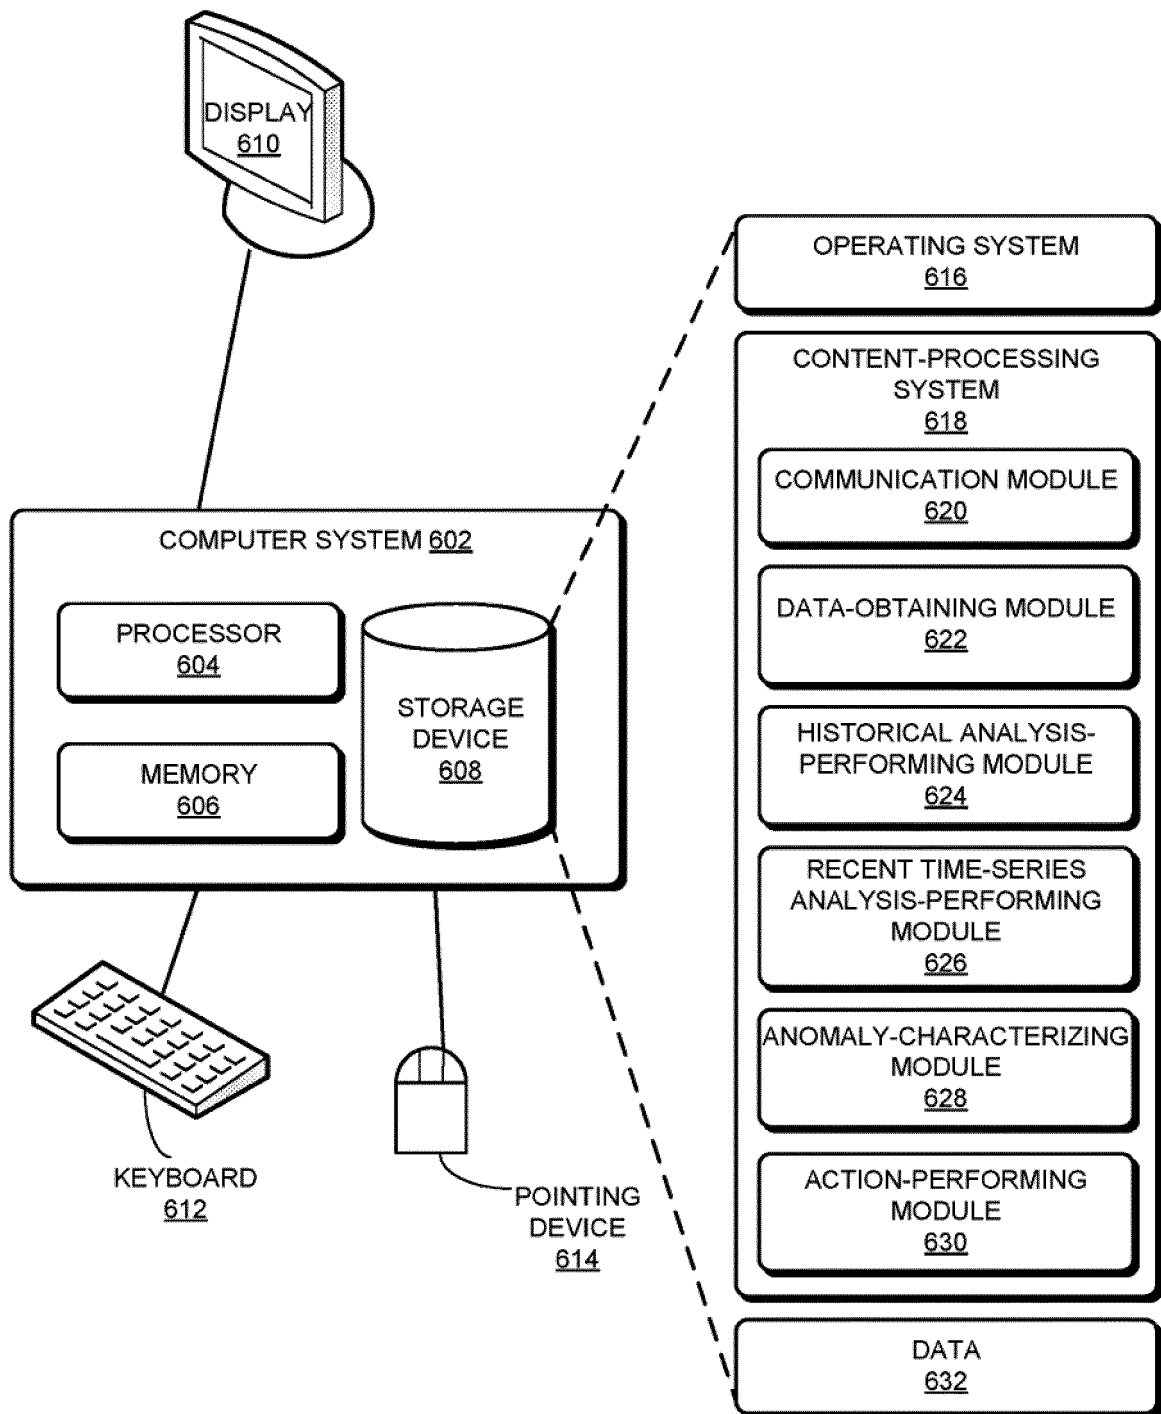 DISPLAY
610
COMPUTER SYSTEM 602
PROCESSOR
604
MEMORY
606
STORAGE
DEVICE
608
KEYBOARD
612
POINTING
DEVICE
614
OPERATING SYSTEM
616
CONTENT-PROCESSING
SYSTEM
618
COMMUNICATION MODULE
620
DATA-OBTAINING MODULE
622
HISTORICAL ANALYSIS-
PERFORMING MODULE
624
RECENT TIME-SERIES
ANALYSIS-PERFORMING
MODULE
626
ANOMALY-CHARACTERIZING
MODULE
628
ACTION-PERFORMING
MODULE
630
DATA
632